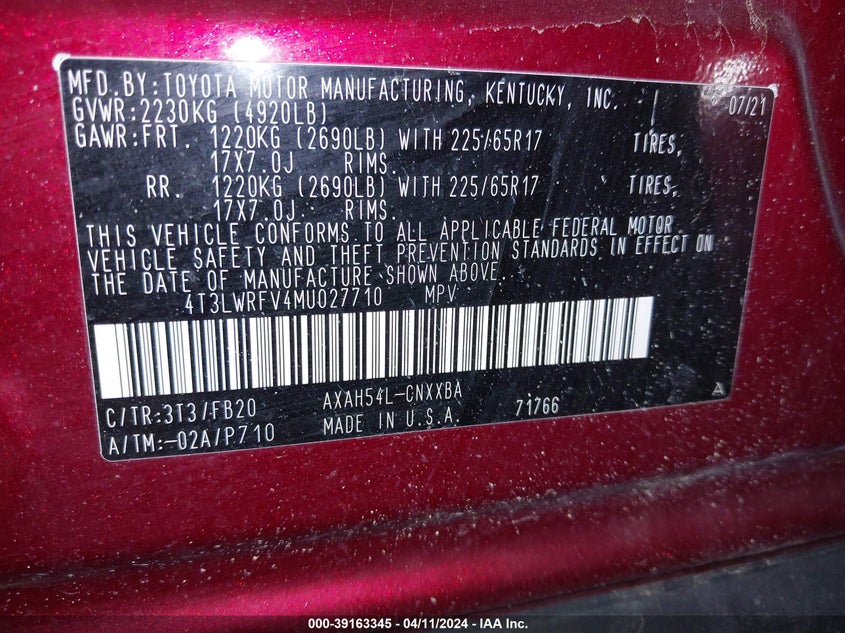 MFD.BY:TOYOTA MOTOR MANUFACTURING, KENTUCKY, INC. 07/21
GVWR:2230KG (4920LB)
GAWR:FRT. 1220KG (2690LB) WITH 225/65R17 TIRES,
17X7.0J RIMS.
RR. 1220KG (2690LB) WITH 225/65R17 TIRES,
17X7.0J RIMS.
THIS VEHICLE CONFORMS TO ALL APPLICABLE FEDERAL MOTOR
VEHICLE SAFETY AND THEFT PREVENTION STANDARDS IN EFFECT ON
THE DATE OF MANUFACTURE SHOWN ABOVE.
4T3LWRFV4MU027710 MPV
C/TR:3T3/FB20 AXAH54L-CNXXBA 71766
A/TM:-02A/P710 MADE IN U.S.A.
A
000-39163345 - 04/11/2024 - IAA Inc.